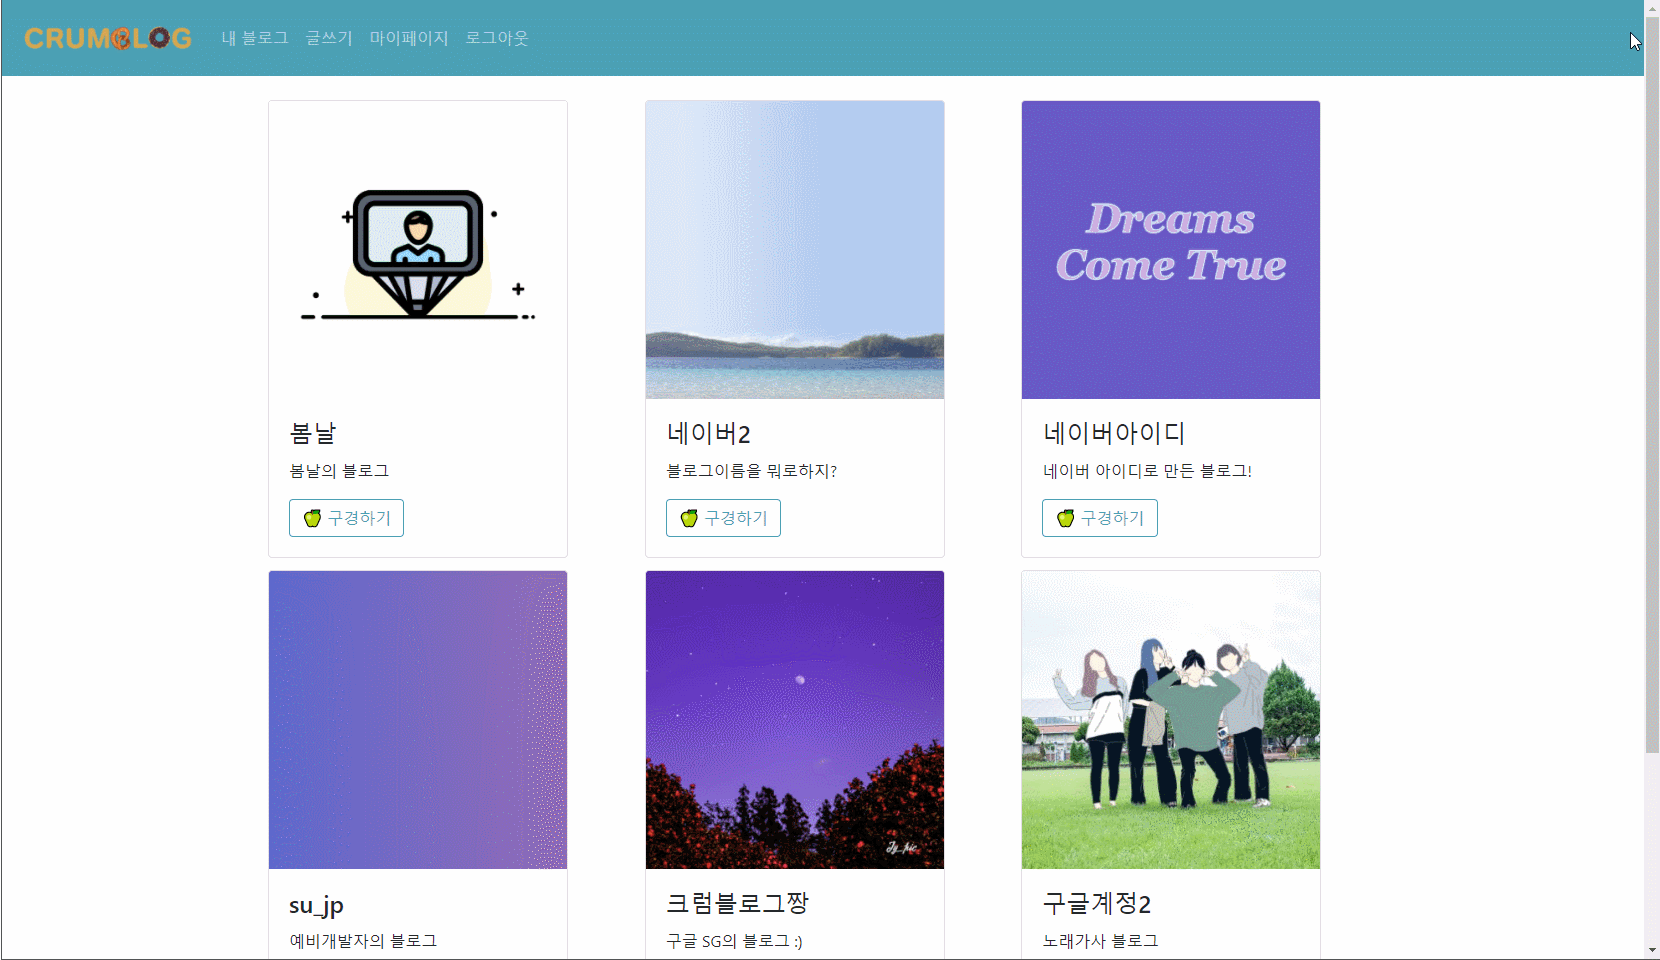 CRUMBLOG 내 블로그 글쓰기 마이페이지 로그아웃
Dreams
Come True
봄날
봄날의 블로그
구경하기
네이버2
블로그이름을 뭐로하지?
구경하기
네이버아이디
네이버 아이디로 만든 블로그!
구경하기
Jy_pic
su_jp
예비개발자의 블로그
크럼블로그짱
구글 SG의 블로그 :)
구글계정2
노래가사 블로그